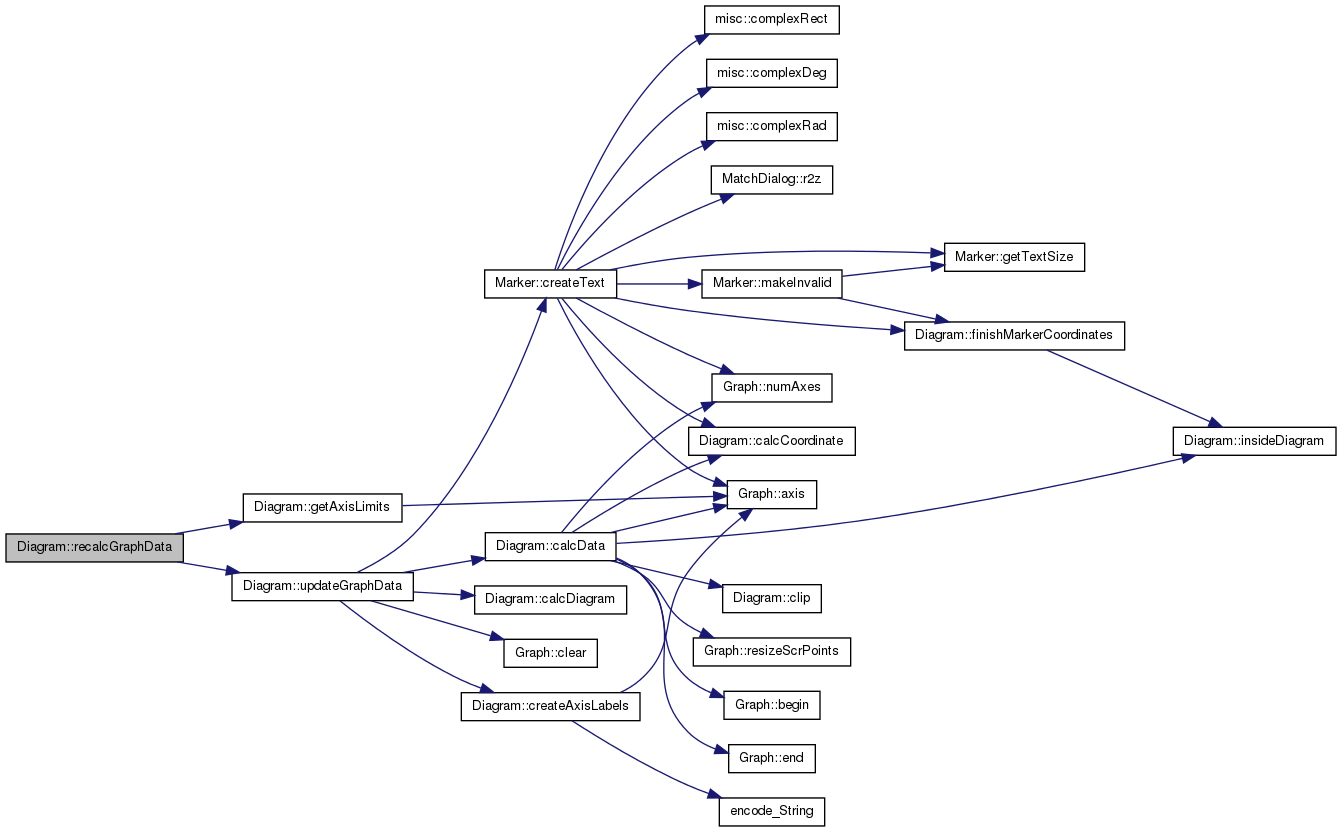 misc::complexRect
misc::complexDeg
misc::complexRad
MatchDialog::r2z
Marker::getTextSize
Marker::createText
Marker::makeInvalid
Diagram::finishMarkerCoordinates
Graph::numAxes
Diagram::calcCoordinate
Diagram::insideDiagram
Graph::axis
Diagram::getAxisLimits
Diagram::recalcGraphData
Diagram::calcData
Diagram::updateGraphData
Diagram::calcDiagram
Diagram::clip
Graph::clear
Graph::resizeScrPoints
Diagram::createAxisLabels
Graph::begin
Graph::end
encode_String